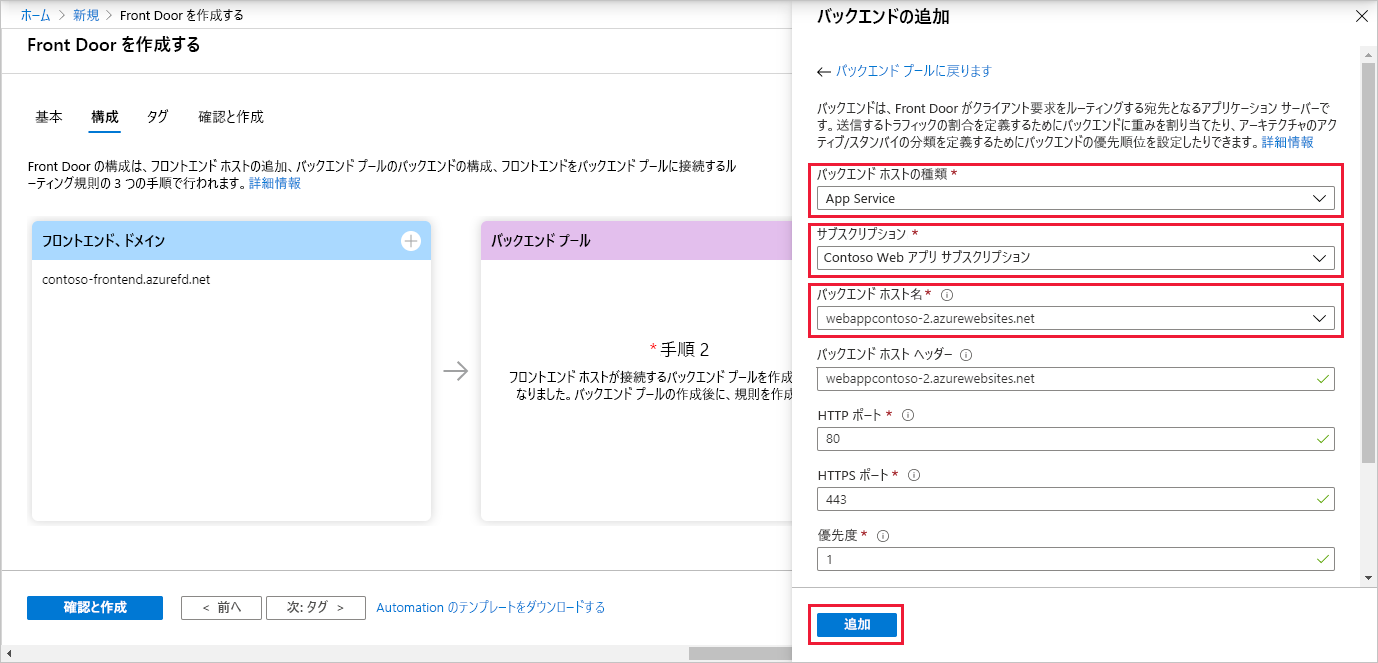 ホーム > 新規 > Front Door を作成する
Front Door を作成する
基本 構成 タグ 確認と作成
Front Door の構成は、フロントエンド ホストの追加、バックエンド プールのバックエンドの構成、フロントエンドをバックエンド プールに接続するル
ーティング規則の 3 つの手順で行われます。詳細情報
フロントエンド、ドメイン
contoso-frontend.azurefd.net
バックエンド プール
* 手順 2
フロントエンド ホストが接続するバックエンド プールを作成
なりました。バックエンド プールの作成後に、規則を作成
確認と作成
< 前へ
次: タグ >
Automation のテンプレートをダウンロードする
バックエンドの追加
← バックエンド プールに戻ります
バックエンドは、Front Door がクライアント要求をルーティングする宛先となるアプリケーション サーバーで
す。送信するトラフィックの割合を定義するためにバックエンドに重みを割り当てたり、アーキテクチャのアク
ティブ/スタンバイの分類を定義するためにバックエンドの優先順位を設定したりできます。詳細情報
バックエンド ホストの種類 *
App Service
サブスクリプション *
Contoso Web アプリ サブスクリプション
バックエンド ホスト名 *
webappcontoso-2.azurewebsites.net
バックエンド ホスト ヘッダー
webappcontoso-2.azurewebsites.net
HTTP ポート *
80
HTTPS ポート *
443
優先度 *
1
追加